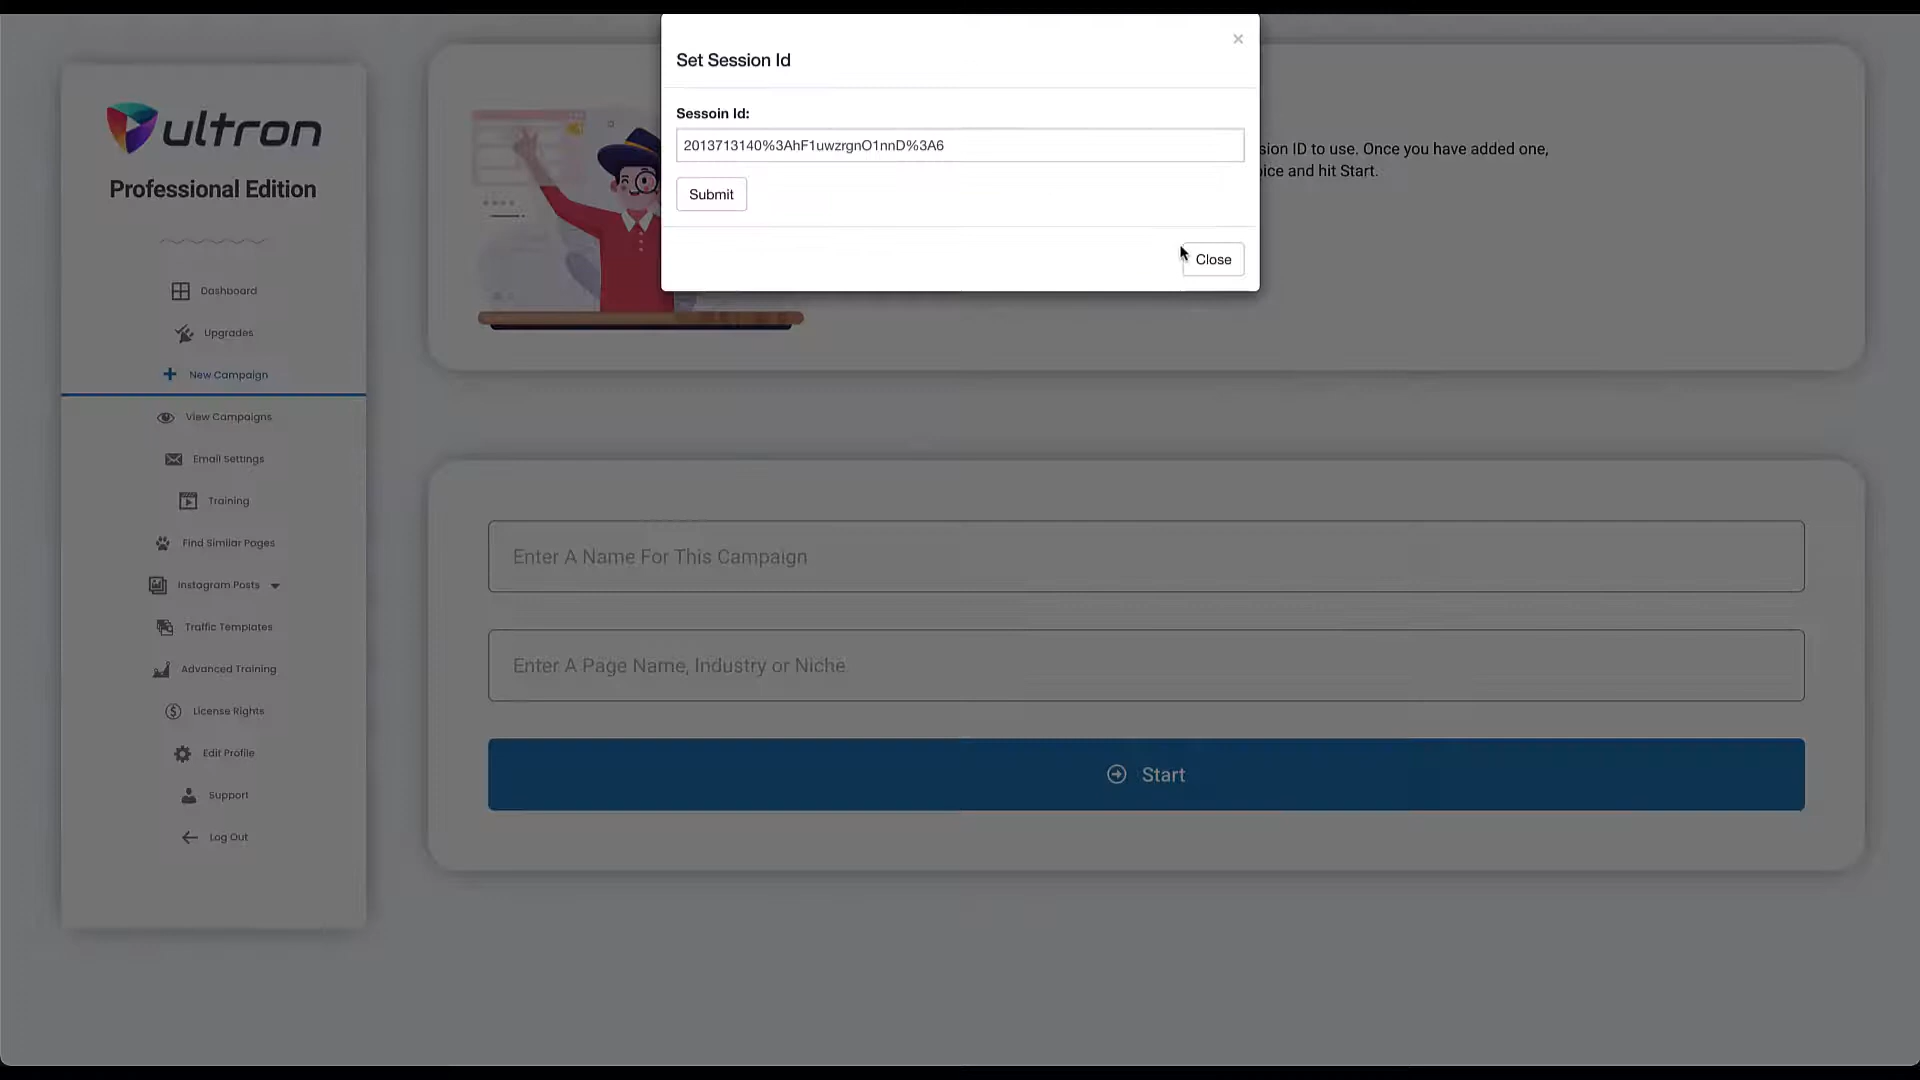 Set Session Id
×
Sessoin Id:
2013713140%3AhF1uwzrgnO1nnD%3A6
Submit
Close
sion ID to use. Once you have added one,
ice and hit Start.
ultron
Professional Edition
Dashboard
Upgrades
New Campaign
View Campaigns
Email Settings
Training
Find Similar Pages
Instagram Posts
Traffic Templates
Advanced Training
License Rights
Edit Profile
Support
Log Out
Enter A Name For This Campaign
Enter A Page Name, Industry or Niche
Start